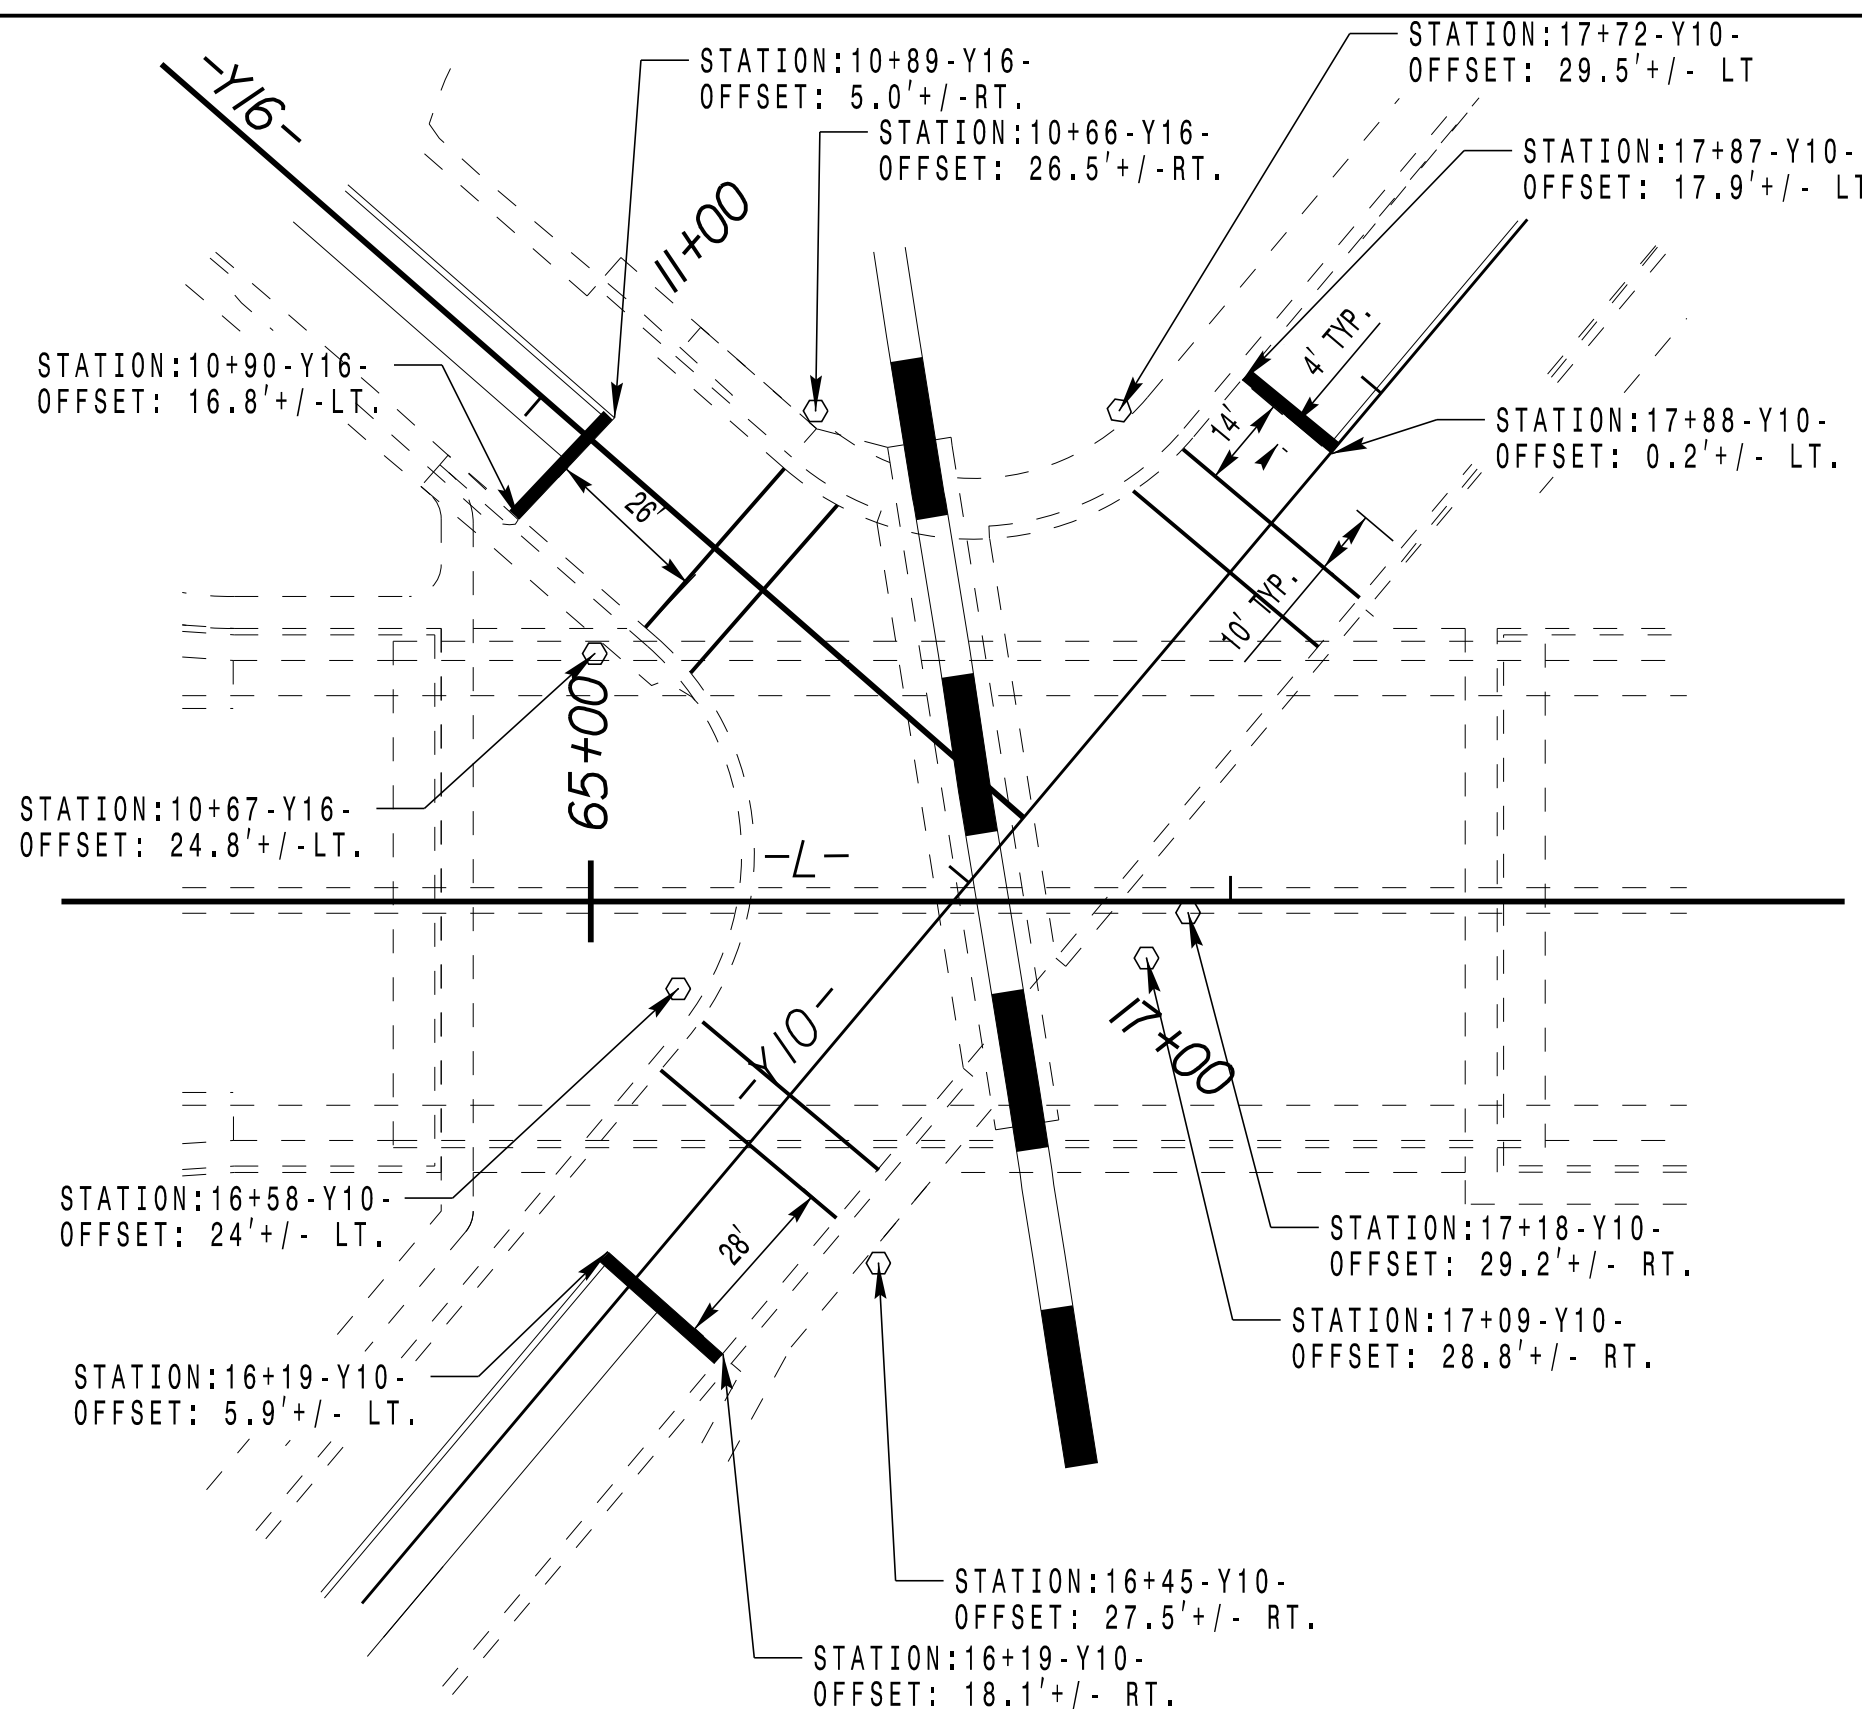 STATION:17+72-Y10-
OFFSET: 29.5'+/- LT
STATION:10+89-Y16-
OFFSET: 5.0'+/-RT.
-Y16-
STATION:10+66-Y16-
OFFSET: 26.5'+/-RT.
STATION:17+87-Y10-
OFFSET: 17.9'+/- LT
11+00
4' TYP.
STATION:10+90-Y16-
OFFSET: 16.8'+/-LT.
14'
STATION:17+88-Y10-
OFFSET: 0.2'+/- LT.
26'
10' TYP.
65+00
STATION:10+67-Y16-
OFFSET: 24.8'+/-LT.
-L-
-Y10-
17+00
STATION:16+58-Y10-
OFFSET: 24'+/- LT.
28'
STATION:17+18-Y10-
OFFSET: 29.2'+/- RT.
STATION:17+09-Y10-
OFFSET: 28.8'+/- RT.
STATION:16+19-Y10-
OFFSET: 5.9'+/- LT.
STATION:16+45-Y10-
OFFSET: 27.5'+/- RT.
STATION:16+19-Y10-
OFFSET: 18.1'+/- RT.